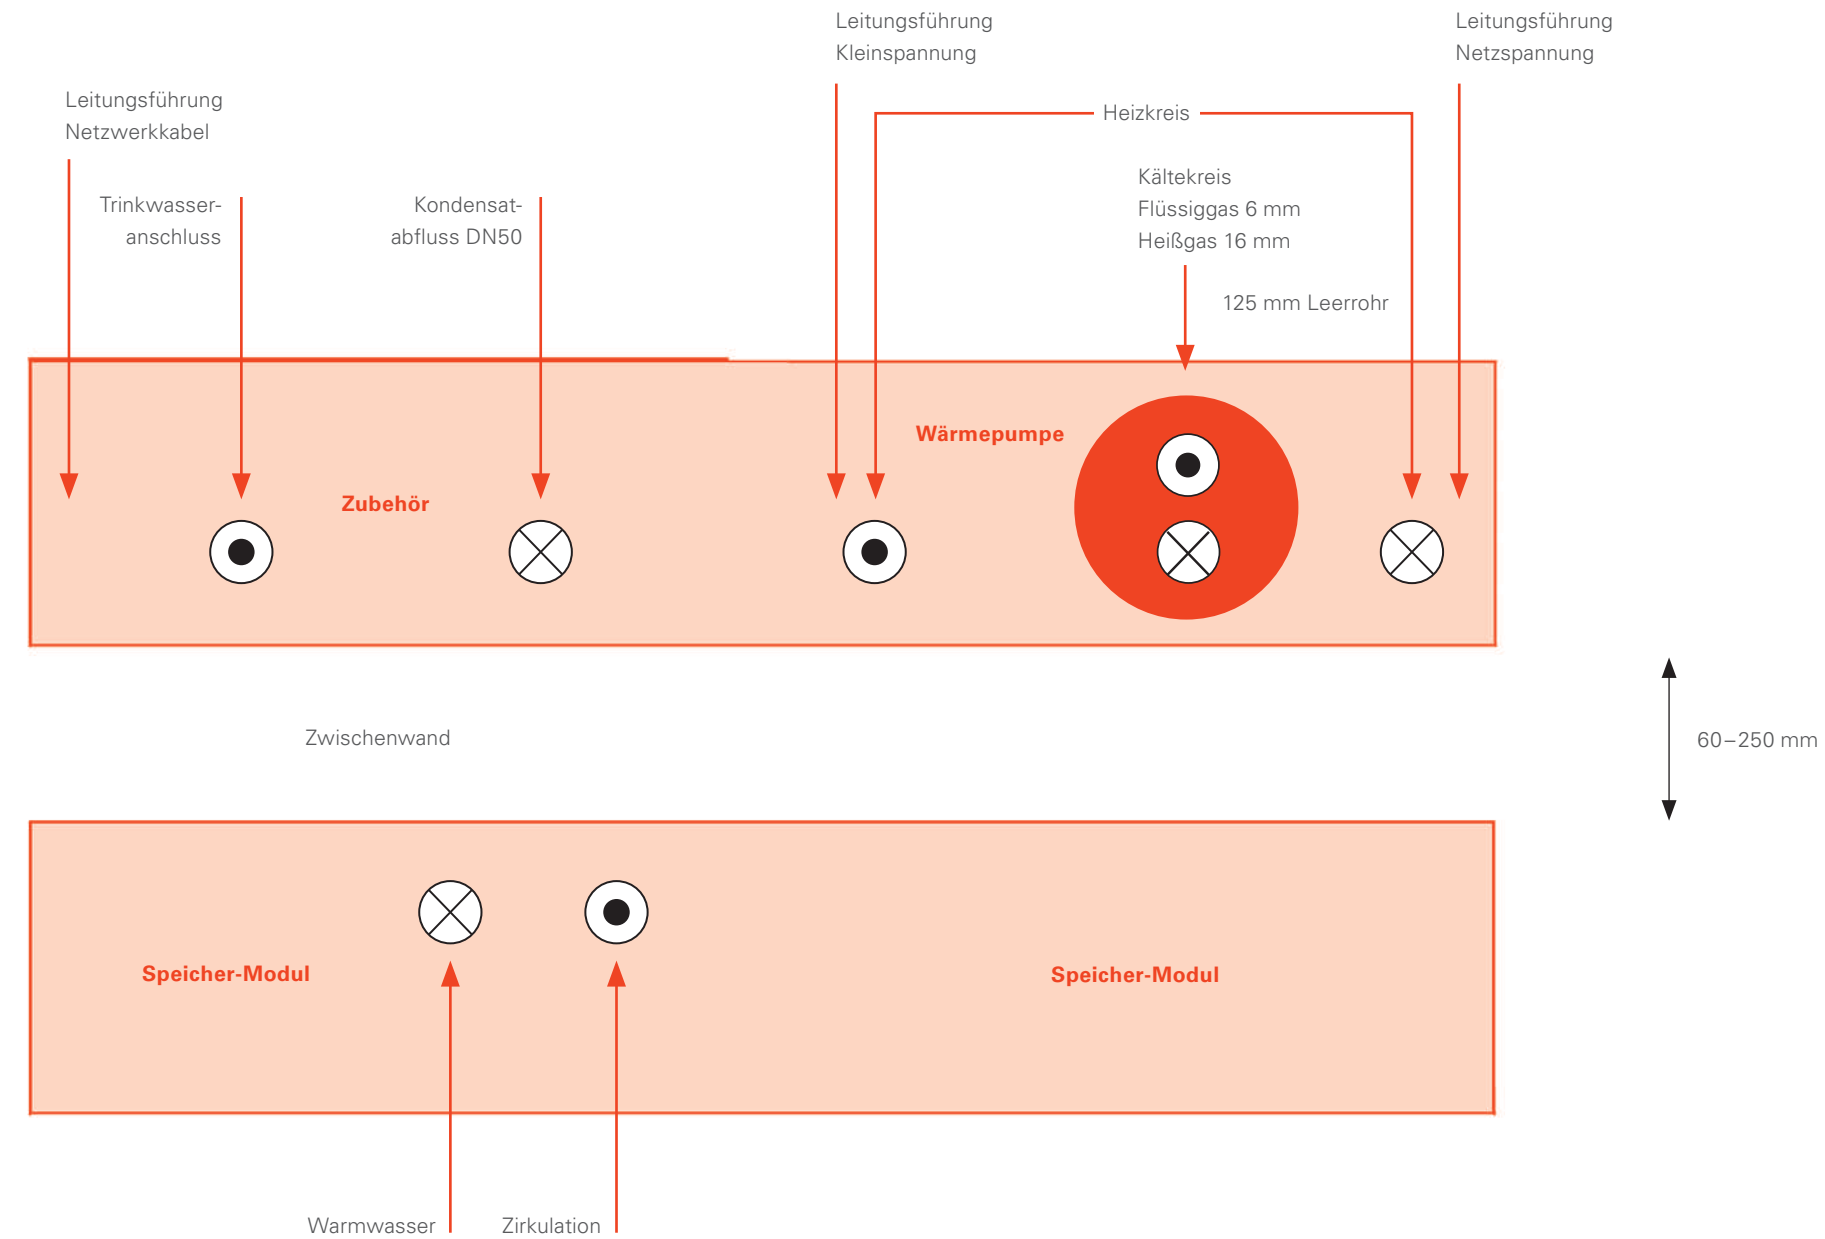 Leitungsführung
Kleinspannung
Leitungsführung
Netzspannung
Leitungsführung
Netzwerkkabel
Heizkreis
Trinkwasser-
anschluss
Kondensat-
abfluss DN50
Kältekreis
Flüssiggas 6 mm
Heißgas 16 mm
125 mm Leerrohr
Wärmepumpe
Zubehör
Zwischenwand
60–250 mm
Speicher-Modul
Speicher-Modul
Warmwasser
Zirkulation